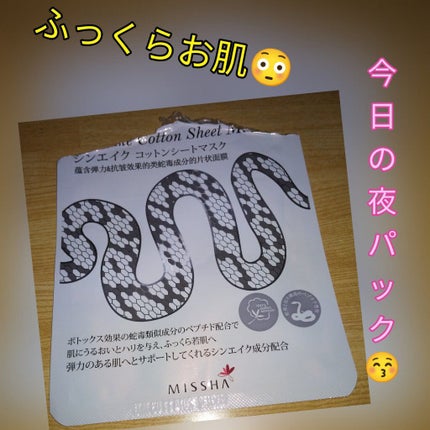 ふっくらお肌😳
今日の夜パック😚
Cotton Sheet M
シンエイク コットンシートマスク
蕴含弹力&抗皱效果的类蛇毒成分的片状面膜
ボトックス効果の蛇毒類似成分のペプチド配合で
肌にうるおいとハリを与え、ふっくら若肌へ
弾力のある肌へとサポートしてくれるシンエイク成分配合
MISSHA